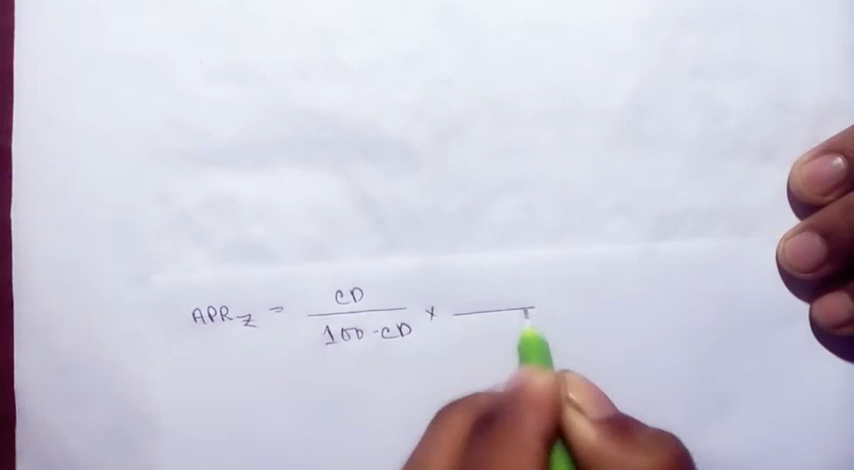 APR z = CD / 100 - CD ×